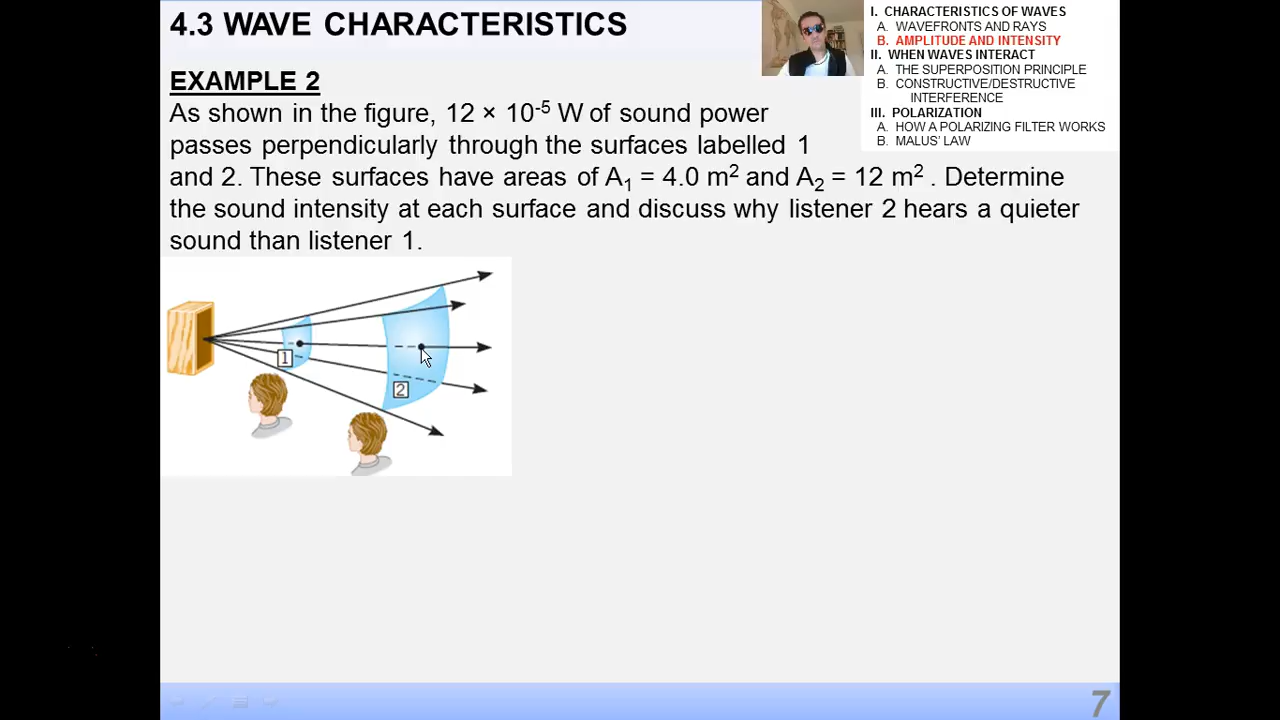 4.3 WAVE CHARACTERISTICS
I. CHARACTERISTICS OF WAVES
A. WAVEFRONTS AND RAYS
B. AMPLITUDE AND INTENSITY
II. WHEN WAVES INTERACT
A. THE SUPERPOSITION PRINCIPLE
B. CONSTRUCTIVE/DESTRUCTIVE
INTERFERENCE
III. POLARIZATION
A. HOW A POLARIZING FILTER WORKS
B. MALUS' LAW
EXAMPLE 2
As shown in the figure, 12 × 10⁻⁵ W of sound power
passes perpendicularly through the surfaces labelled 1
and 2. These surfaces have areas of A₁ = 4.0 m² and A₂ = 12 m² . Determine
the sound intensity at each surface and discuss why listener 2 hears a quieter
sound than listener 1.
1
2
7